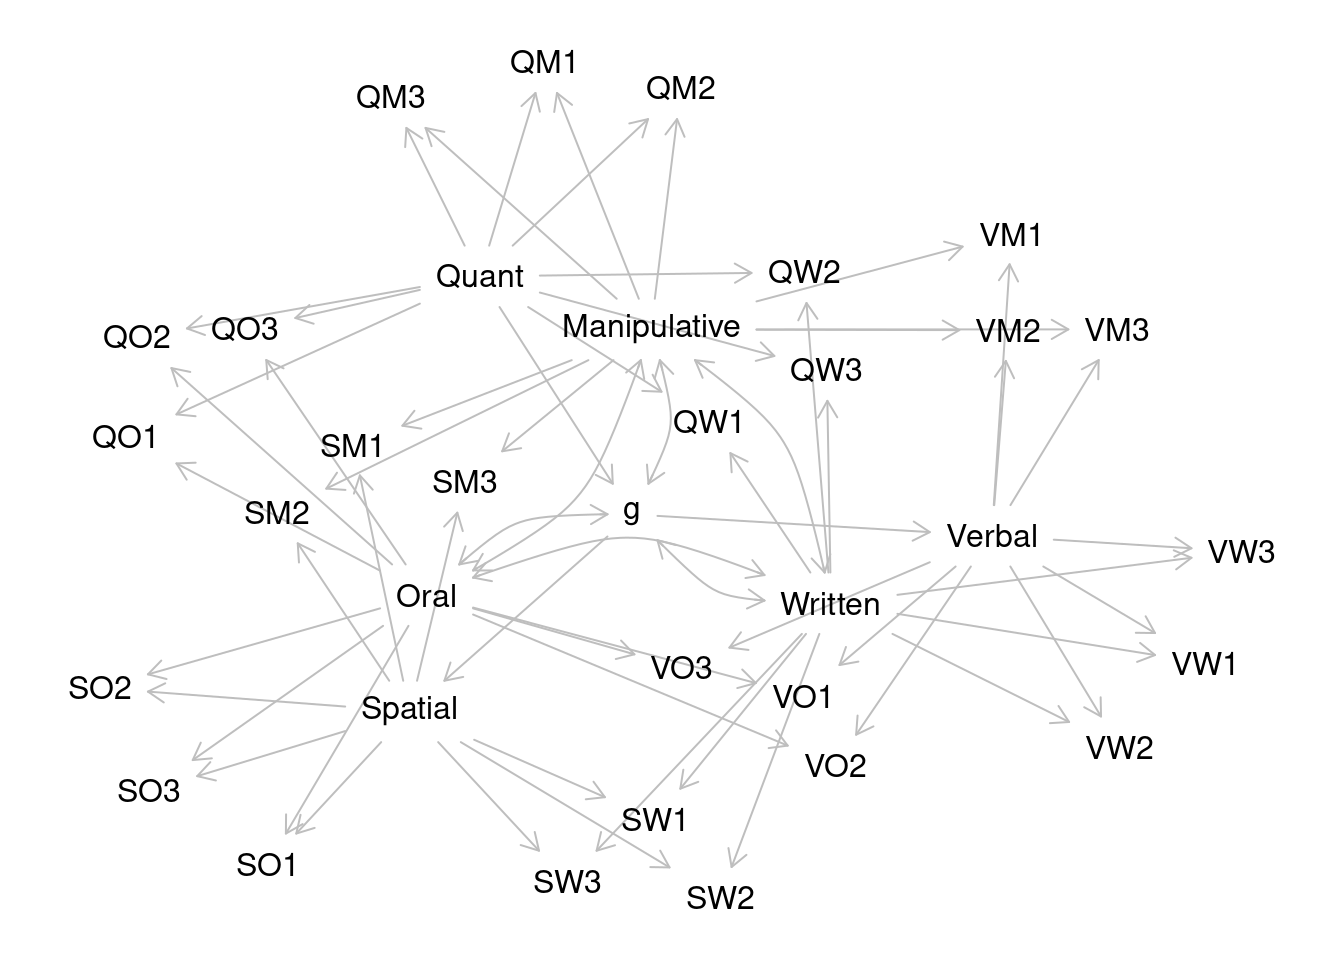 QM1
QM2
QM3
VM1
QW2
Quant
Manipulative
QO3
QO2
VM2
VM3
QW3
QW1
QO1
SM1
SM3
g
SM2
Verbal
VW3
Oral
Written
VO3
VW1
SO2
VO1
Spatial
VW2
VO2
SO3
SW1
SO1
SW3
SW2